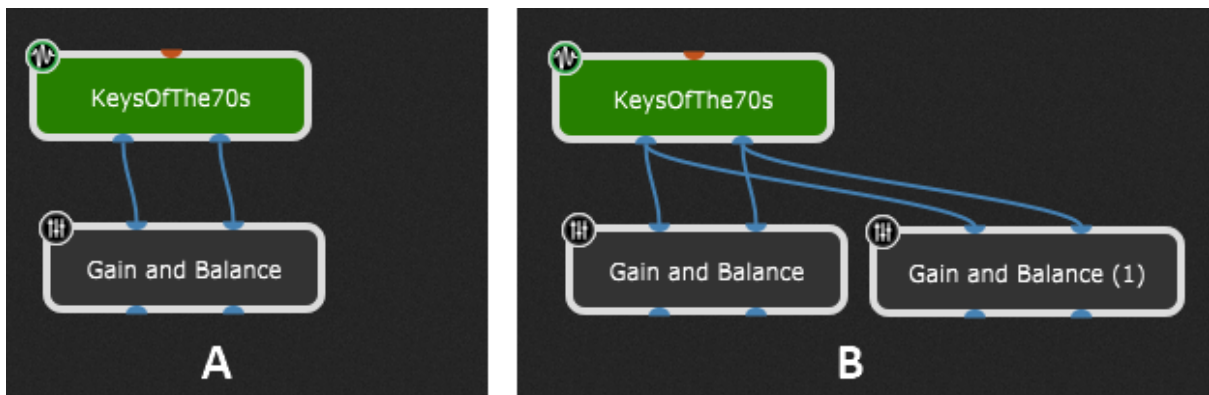 KeysOfThe70s
Gain and Balance
A
KeysOfThe70s
Gain and Balance
Gain and Balance (1)
B